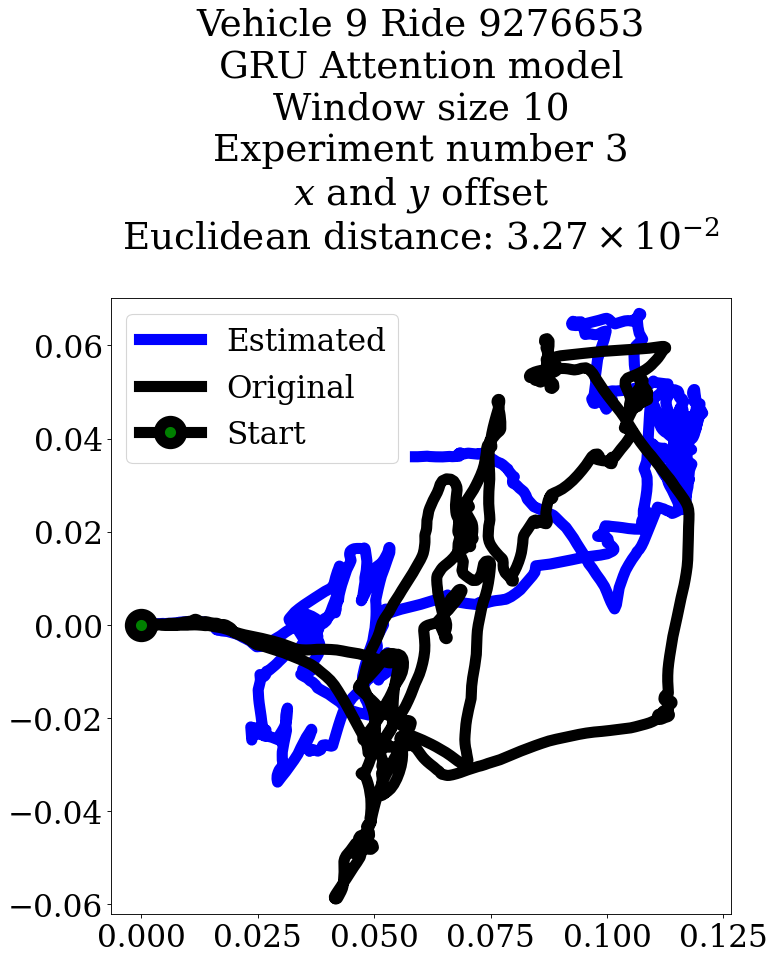 Vehicle 9 Ride 9276653
GRU Attention model
Window size 10
Experiment number 3
x and y offset
Euclidean distance: 3.27 × 10⁻²
Estimated
Original
Start
0.06
0.04
0.02
0.00
−0.02
−0.04
−0.06
0.000 0.025 0.050 0.075 0.100 0.125